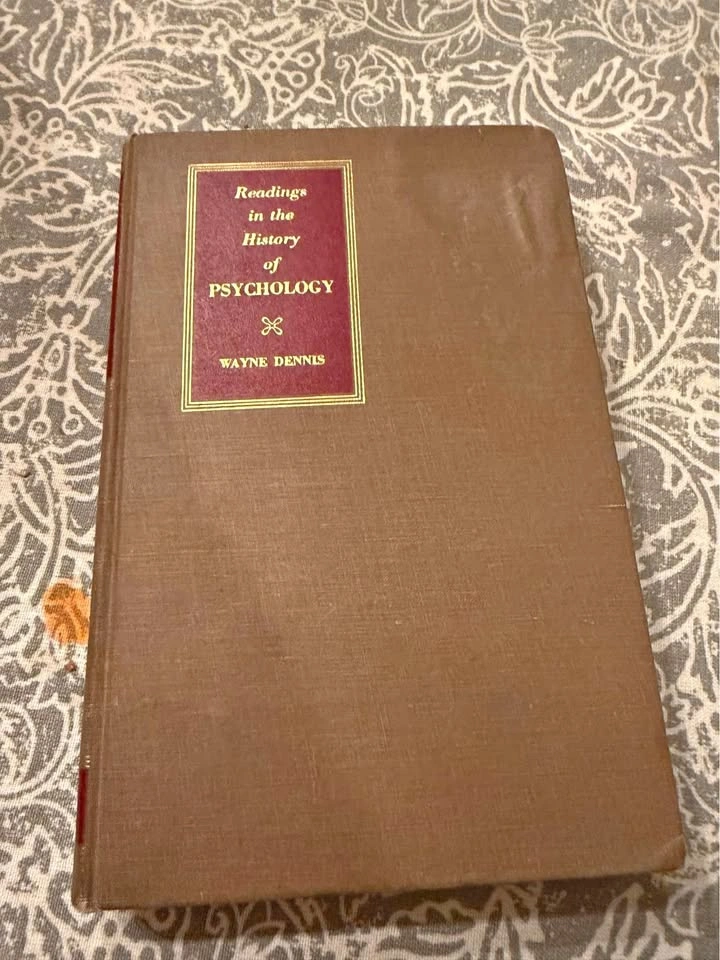 Readings
in the
History
of
PSYCHOLOGY
WAYNE DENNIS